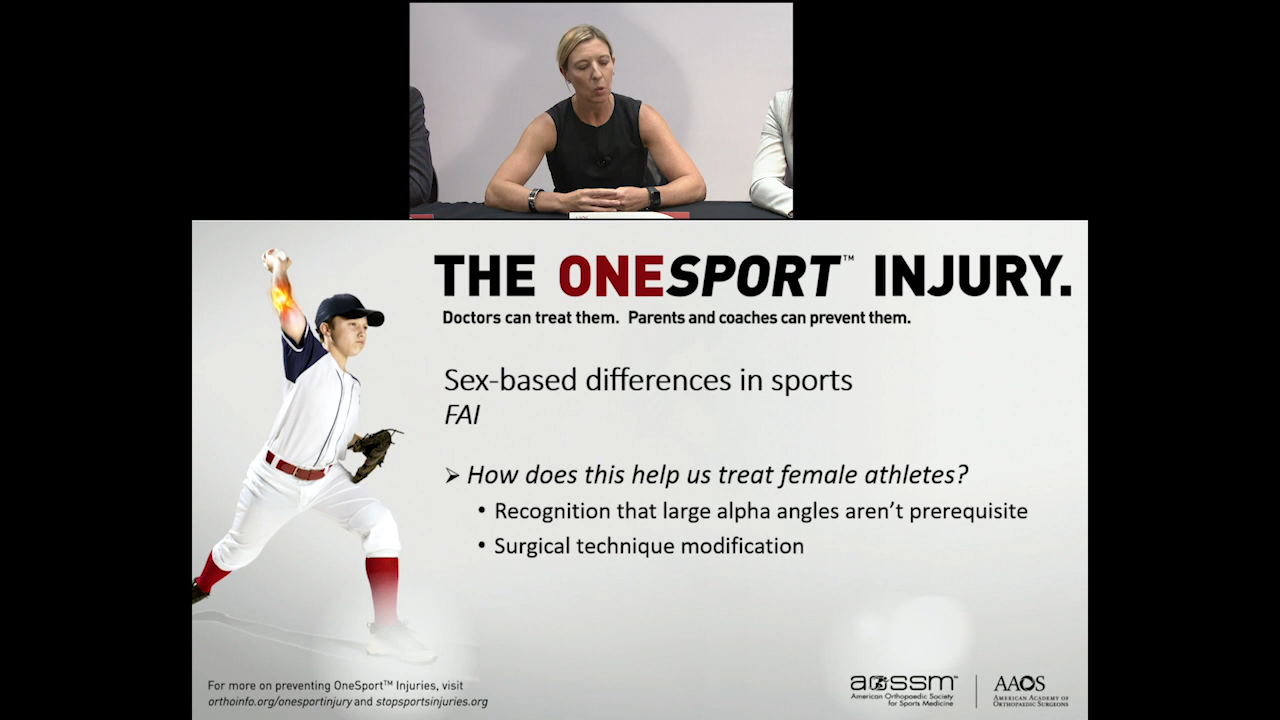 THE ONESPORT™ INJURY.
Doctors can treat them. Parents and coaches can prevent them.
Sex-based differences in sports
FAI
➢ How does this help us treat female athletes?
• Recognition that large alpha angles aren't prerequisite
• Surgical technique modification
For more on preventing OneSport™ Injuries, visit
orthoinfo.org/onesportinjury and stopsportsinjuries.org
aossm™
American Orthopaedic Society
for Sports Medicine
AAOS
AMERICAN ACADEMY OF
ORTHOPAEDIC SURGEONS